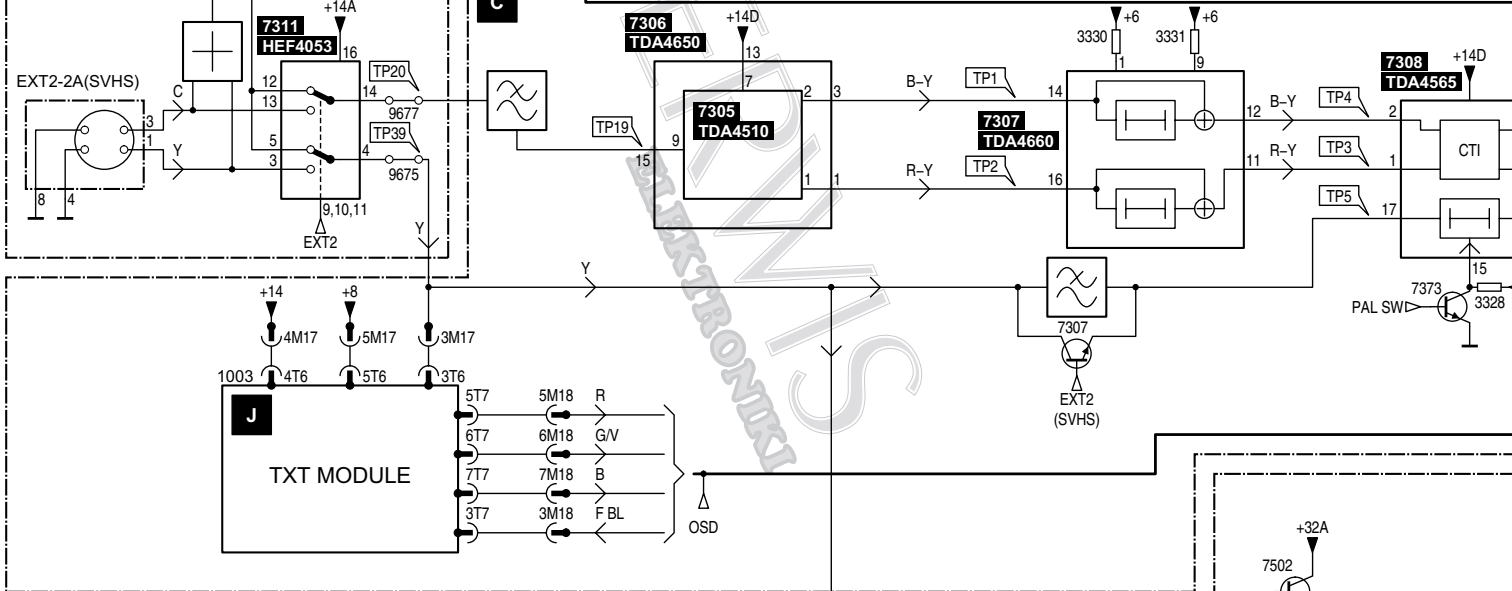 +14A
C
7311
HEF4053
16
EXT2-2A(SVHS)
C
3
1
Y
8
4
12
13
5
3
14
4
TP20
9677
TP39
9675
9,10,11
EXT2
Y
7306
TDA4650
+14D
13
7
7305
TDA4510
TP19
9
15
2
3
1
1
B-Y
TP1
14
R-Y
TP2
16
7307
TDA4660
+6
3330
1
+6
3331
9
12
B-Y
TP4
2
11
R-Y
TP3
1
TP5
17
7308
TDA4565
+14D
CTI
15
7373
PAL SW
3328
Y
7307
EXT2
(SVHS)
+14
+8
4M17
5M17
3M17
1003
4T6
5T6
3T6
J
TXT MODULE
5T7
5M18
R
6T7
6M18
G/V
7T7
7M18
B
3T7
3M18
F BL
OSD
+32A
7502
ERWIS
ELEKTRONIKI